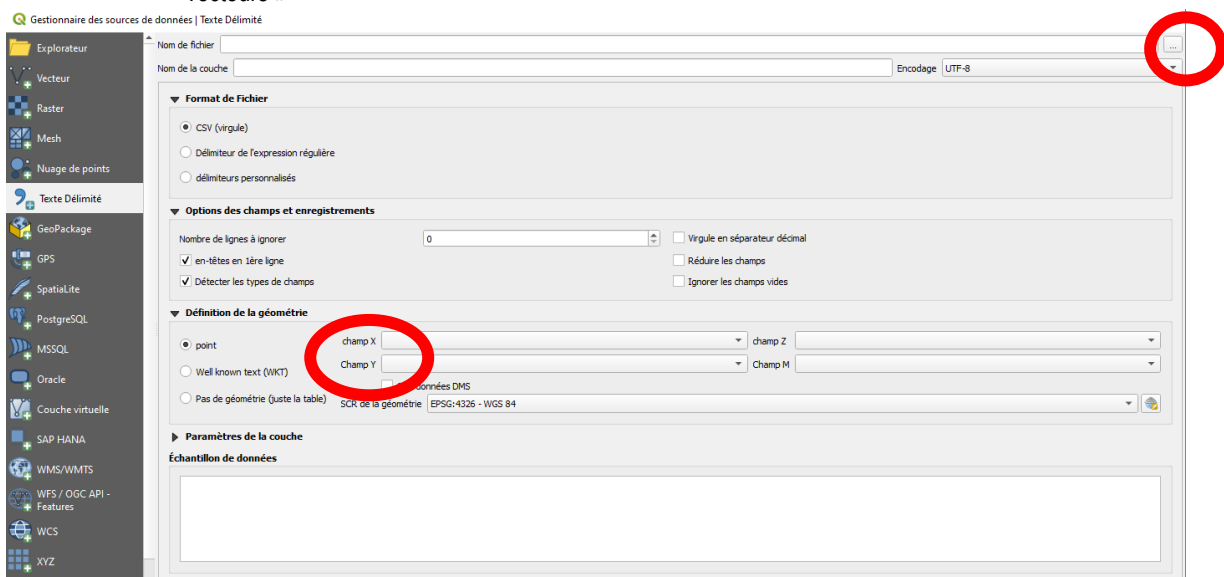 Gestionnaire des sources de données | Texte Délimité
Explorateur
Vecteur
Raster
Mesh
Nuage de points
Texte Délimité
GeoPackage
GPS
SpatiaLite
PostgreSQL
MSSQL
Oracle
Couche virtuelle
SAP HANA
WMS/WMTS
WFS / OGC API -
Features
WCS
XYZ
Nom de fichier ...
Nom de la couche Encodage UTF-8
Format de Fichier
CSV (virgule)
Délimiteur de l'expression régulière
délimiteurs personnalisés
Options des champs et enregistrements
Nombre de lignes à ignorer 0 Virgule en séparateur décimal
en-têtes en 1ère ligne Réduire les champs
Détecter les types de champs Ignorer les champs vides
Définition de la géométrie
point champ X champ Z
Well known text (WKT) Champ Y Champ M
DMS
Pas de géométrie (juste la table) SCR de la géométrie EPSG:4326 - WGS 84
Paramètres de la couche
Échantillon de données